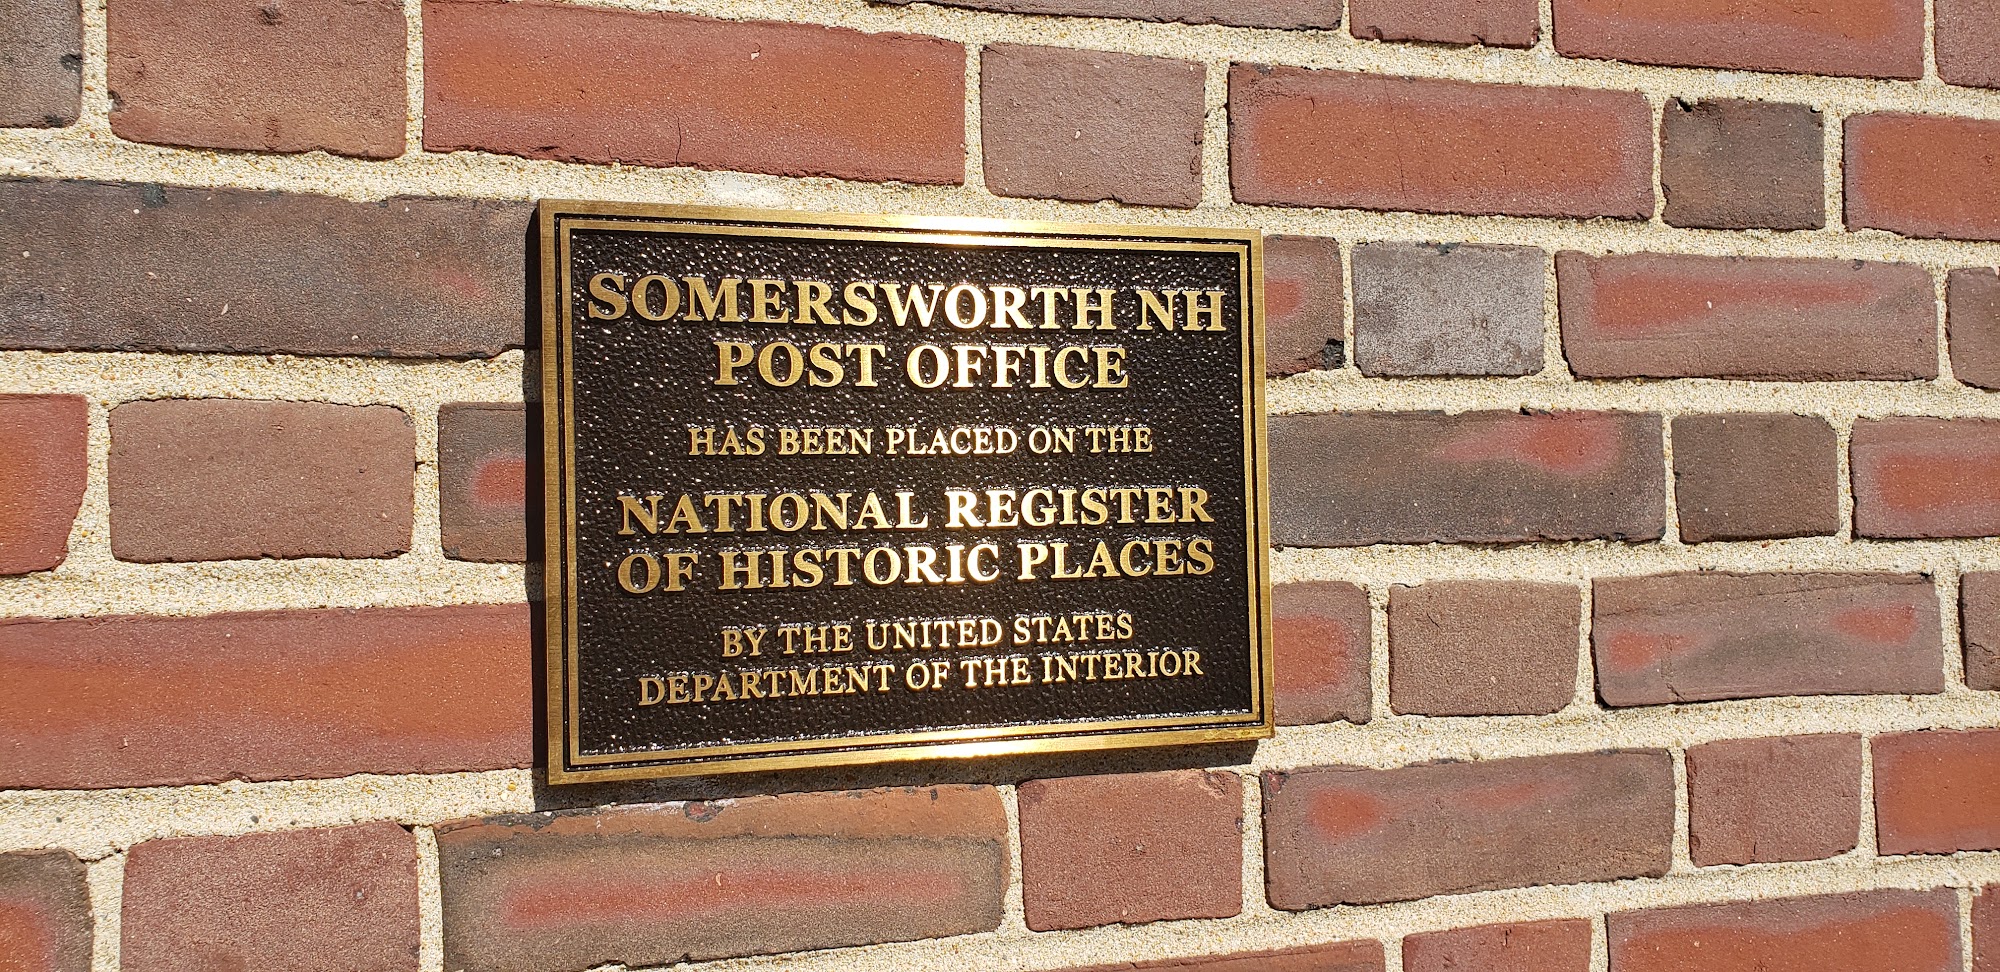 SOMERSWORTH NH
POST OFFICE
HAS BEEN PLACED ON THE
NATIONAL REGISTER
OF HISTORIC PLACES
BY THE UNITED STATES
DEPARTMENT OF THE INTERIOR